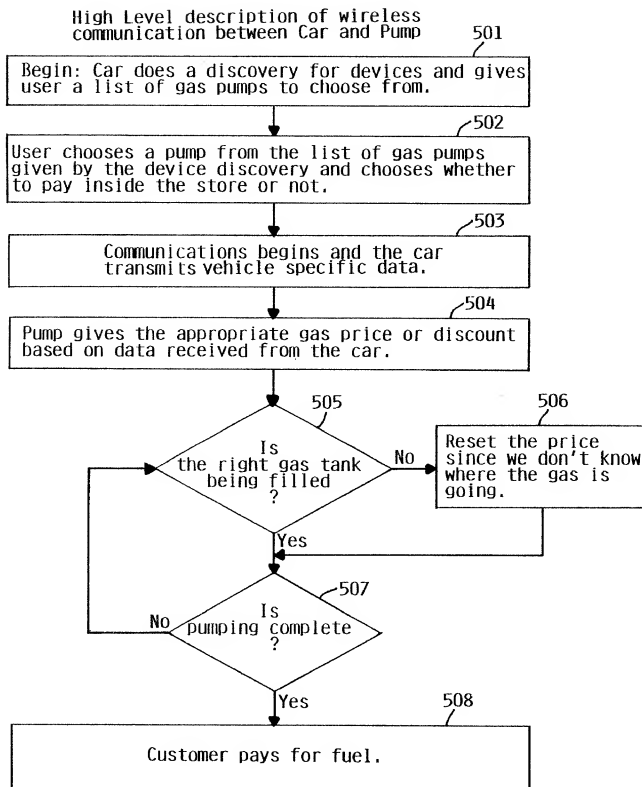 High Level description of wireless
communication between Car and Pump
501
Begin: Car does a discovery for devices and gives
user a list of gas pumps to choose from.
502
User chooses a pump from the list of gas pumps
given by the device discovery and chooses whether
to pay inside the store or not.
503
Communications begins and the car
transmits vehicle specific data.
504
Pump gives the appropriate gas price or discount
based on data received from the car.
505
Is
the right gas tank
being filled
?
No
506
Reset the price
since we don't know
where the gas is
going.
Yes
507
Is
pumping complete
?
No
Yes
508
Customer pays for fuel.